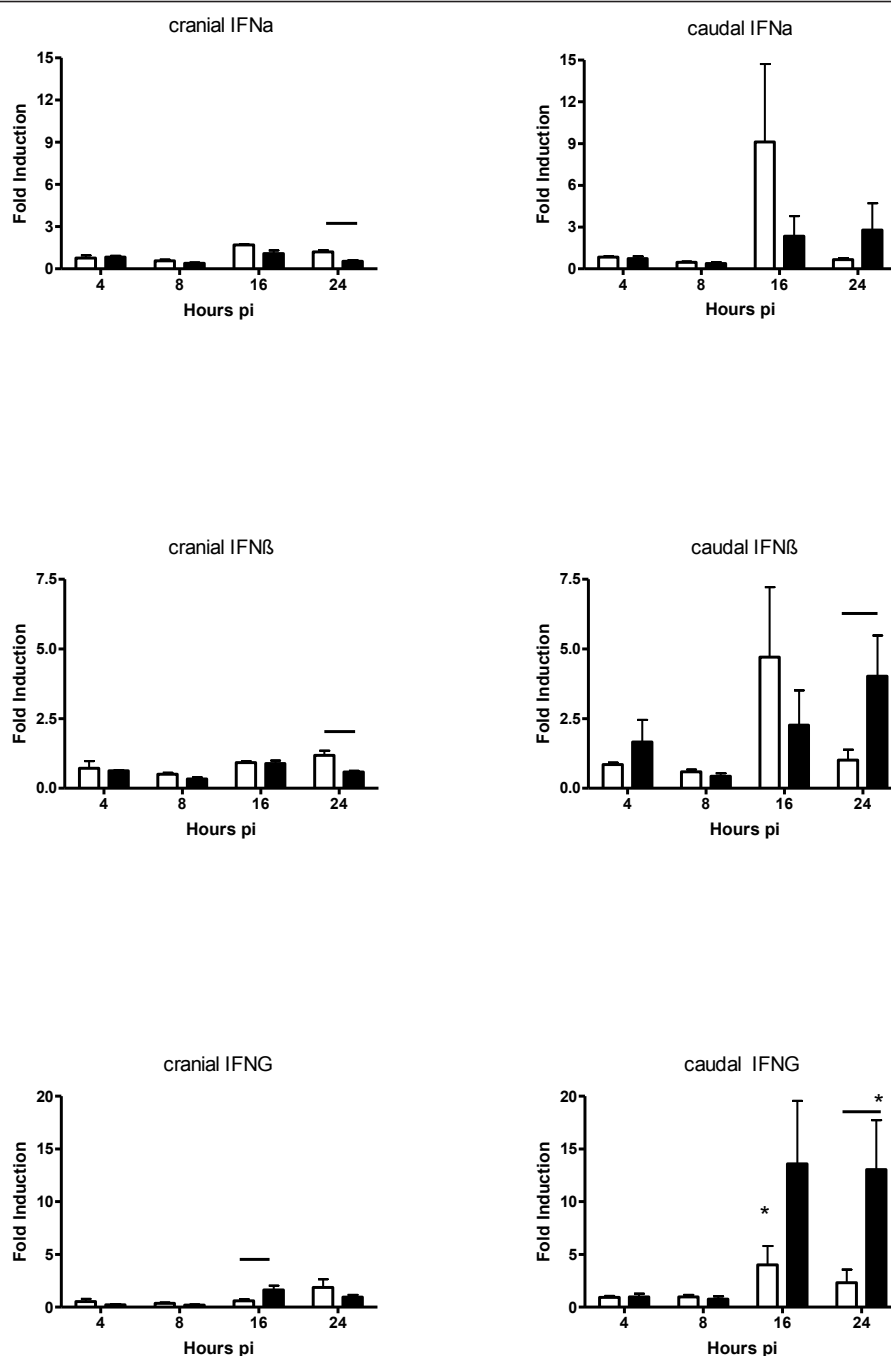 cranial IFNa
15
12
9
6
3
0
Fold Induction
4 8 16 24
Hours pi
caudal IFNa
15
12
9
6
3
0
Fold Induction
4 8 16 24
Hours pi
cranial IFNß
7.5
5.0
2.5
0.0
Fold Induction
4 8 16 24
Hours pi
caudal IFNß
7.5
5.0
2.5
0.0
Fold Induction
4 8 16 24
Hours pi
cranial IFNG
20
15
10
5
0
Fold Induction
4 8 16 24
Hours pi
caudal IFNG
20
15
10
5
0
Fold Induction
*
*
4 8 16 24
Hours pi